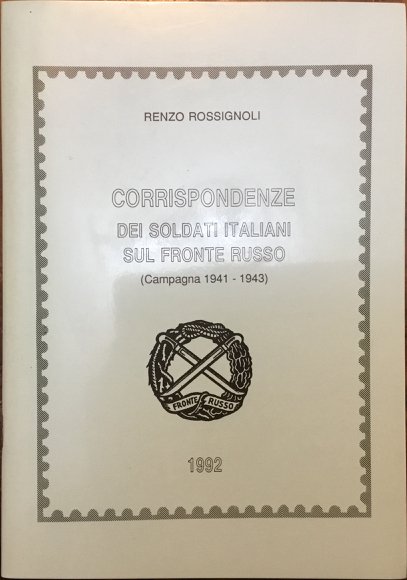 RENZO ROSSIGNOLI
CORRISPONDENZE
DEI SOLDATI ITALIANI
SUL FRONTE RUSSO
(Campagna 1941 - 1943)
FRONTE RUSSO
1992